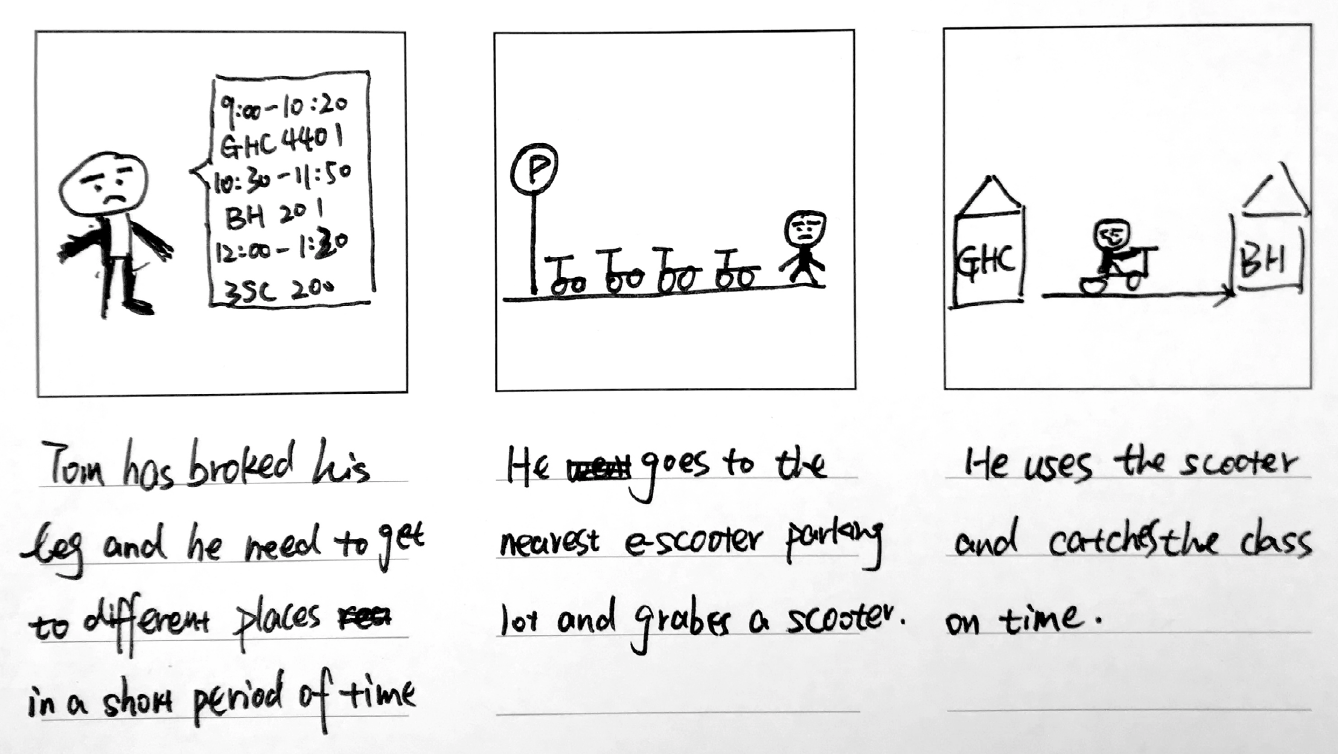 9:00-10:20
GHC 4401
10:30-11:50
BH 201
12:00-1:20
3SC 200
P
GHC
BH
Tom has broked his
leg and he need to get
to different places
in a short period of time
He goes to the
nearest e-scooter parking
lot and grabes a scooter.
He uses the scooter
and catches the class
on time.